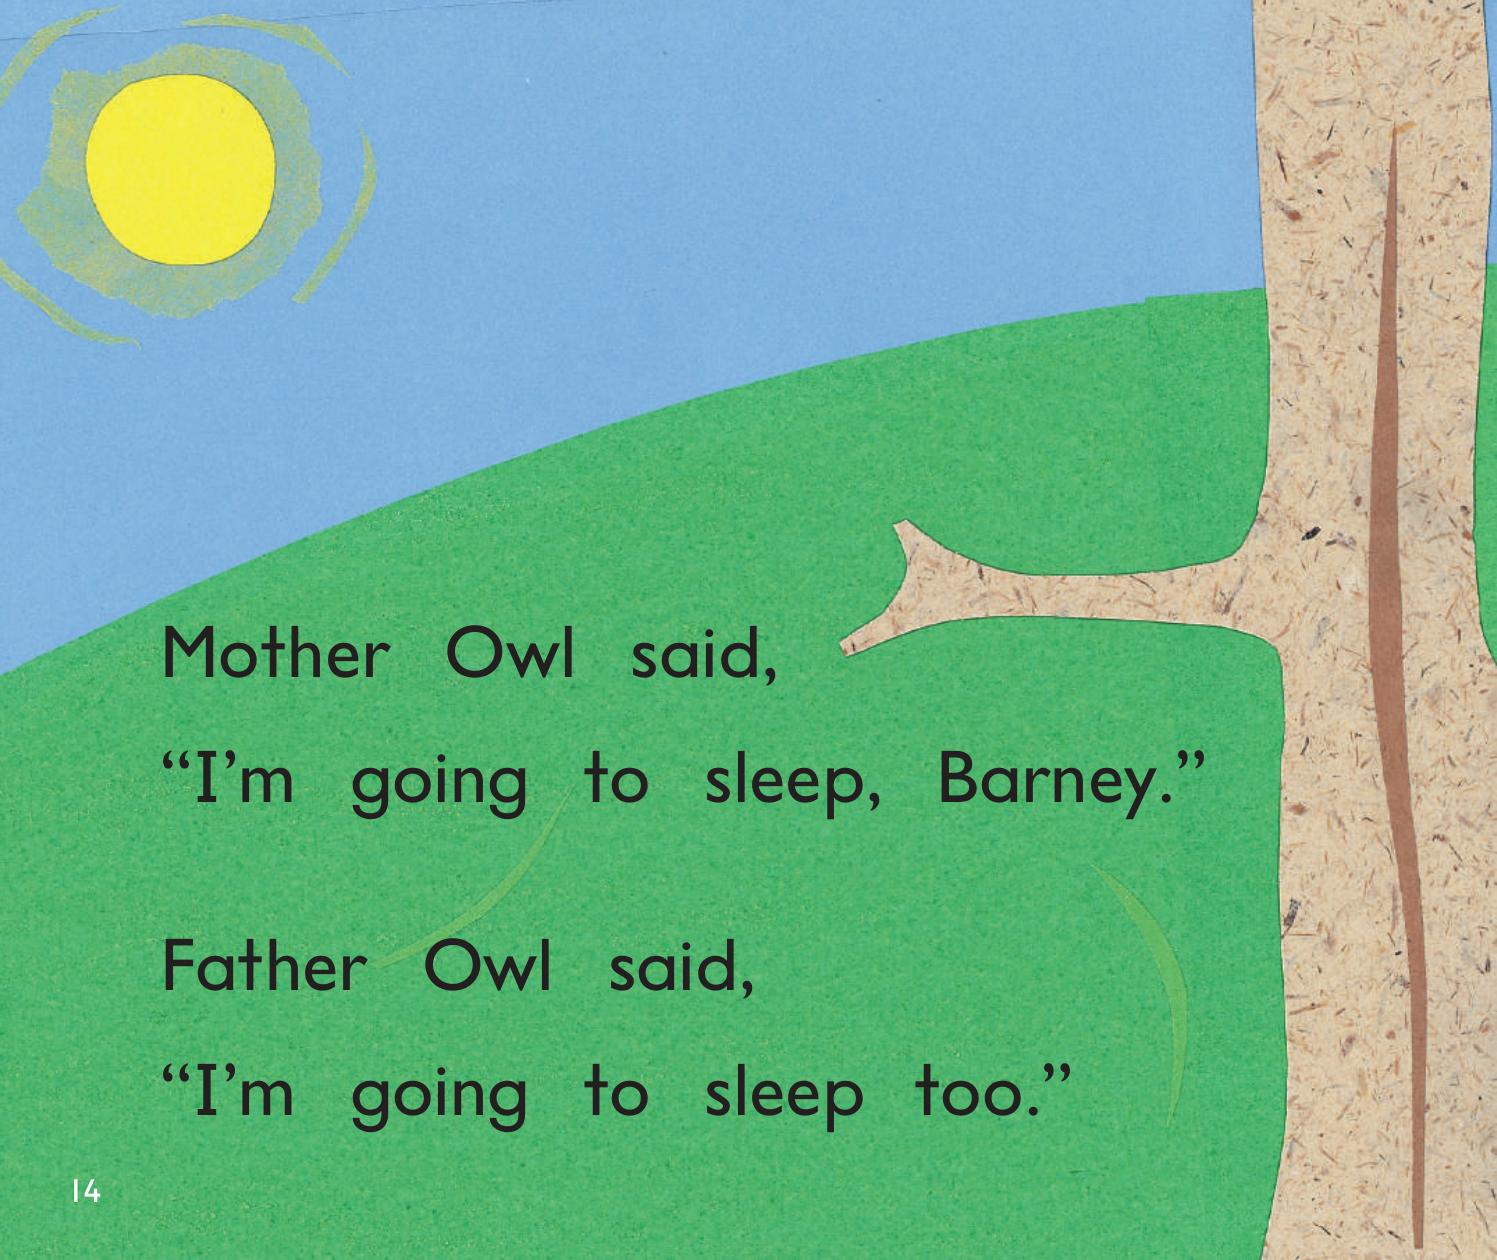 Mother Owl said,
“I’m going to sleep, Barney.”
Father Owl said,
“I’m going to sleep too.”
14